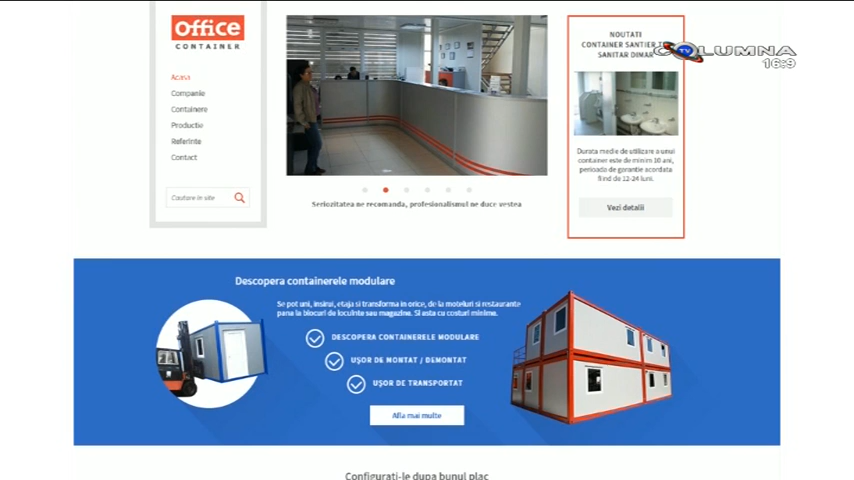 Office
CONTAINER
Acasa
Companie
Containere
Productie
Referinte
Contact
Cautare in site
Seriozitatea ne recomanda, profesionalismul ne duce vestea
NOUTATI
CONTAINER SANTIER
SANITAR DIMAR
Durata medie de utilizare a unui
container este de minim 10 ani,
perioada de garantie acordata
fiind de 12-24 luni.
Vezi detalii
COLUMNA
TV
16:9
Descopera containerele modulare
Se pot uni, insirui, etaja si transforma in orice, de la moteluri si restaurante
pana la blocuri de locuinte sau magazine. Si asta cu costuri minime.
DESCOPERA CONTAINERELE MODULARE
UȘOR DE MONTAT / DEMONTAT
UȘOR DE TRANSPORTAT
Afla mai multe
Configurati-le dupa bunul plac